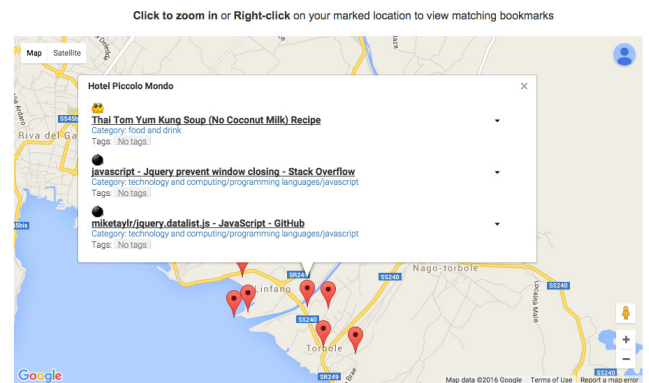 Click to zoom in or Right-click on your marked location to view matching bookmarks
Map Satellite
Hotel Piccolo Mondo
Thai Tom Yum Kung Soup (No Coconut Milk) Recipe
Category: food and drink
Tags: No tags
javascript - Jquery prevent window closing - Stack Overflow
Category: technology and computing/programming languages/javascript
Tags: No tags
miketaylr/jquery.datalist.js - JavaScript - GitHub
Category: technology and computing/programming languages/javascript
Tags: No tags
Riva del Ga
Nago-torbole
SS240
SS240
Linfano
Località Mala
SS240
Torbole
SS240
SR249
Google
Map data ©2016 Google Terms of Use Report a map error